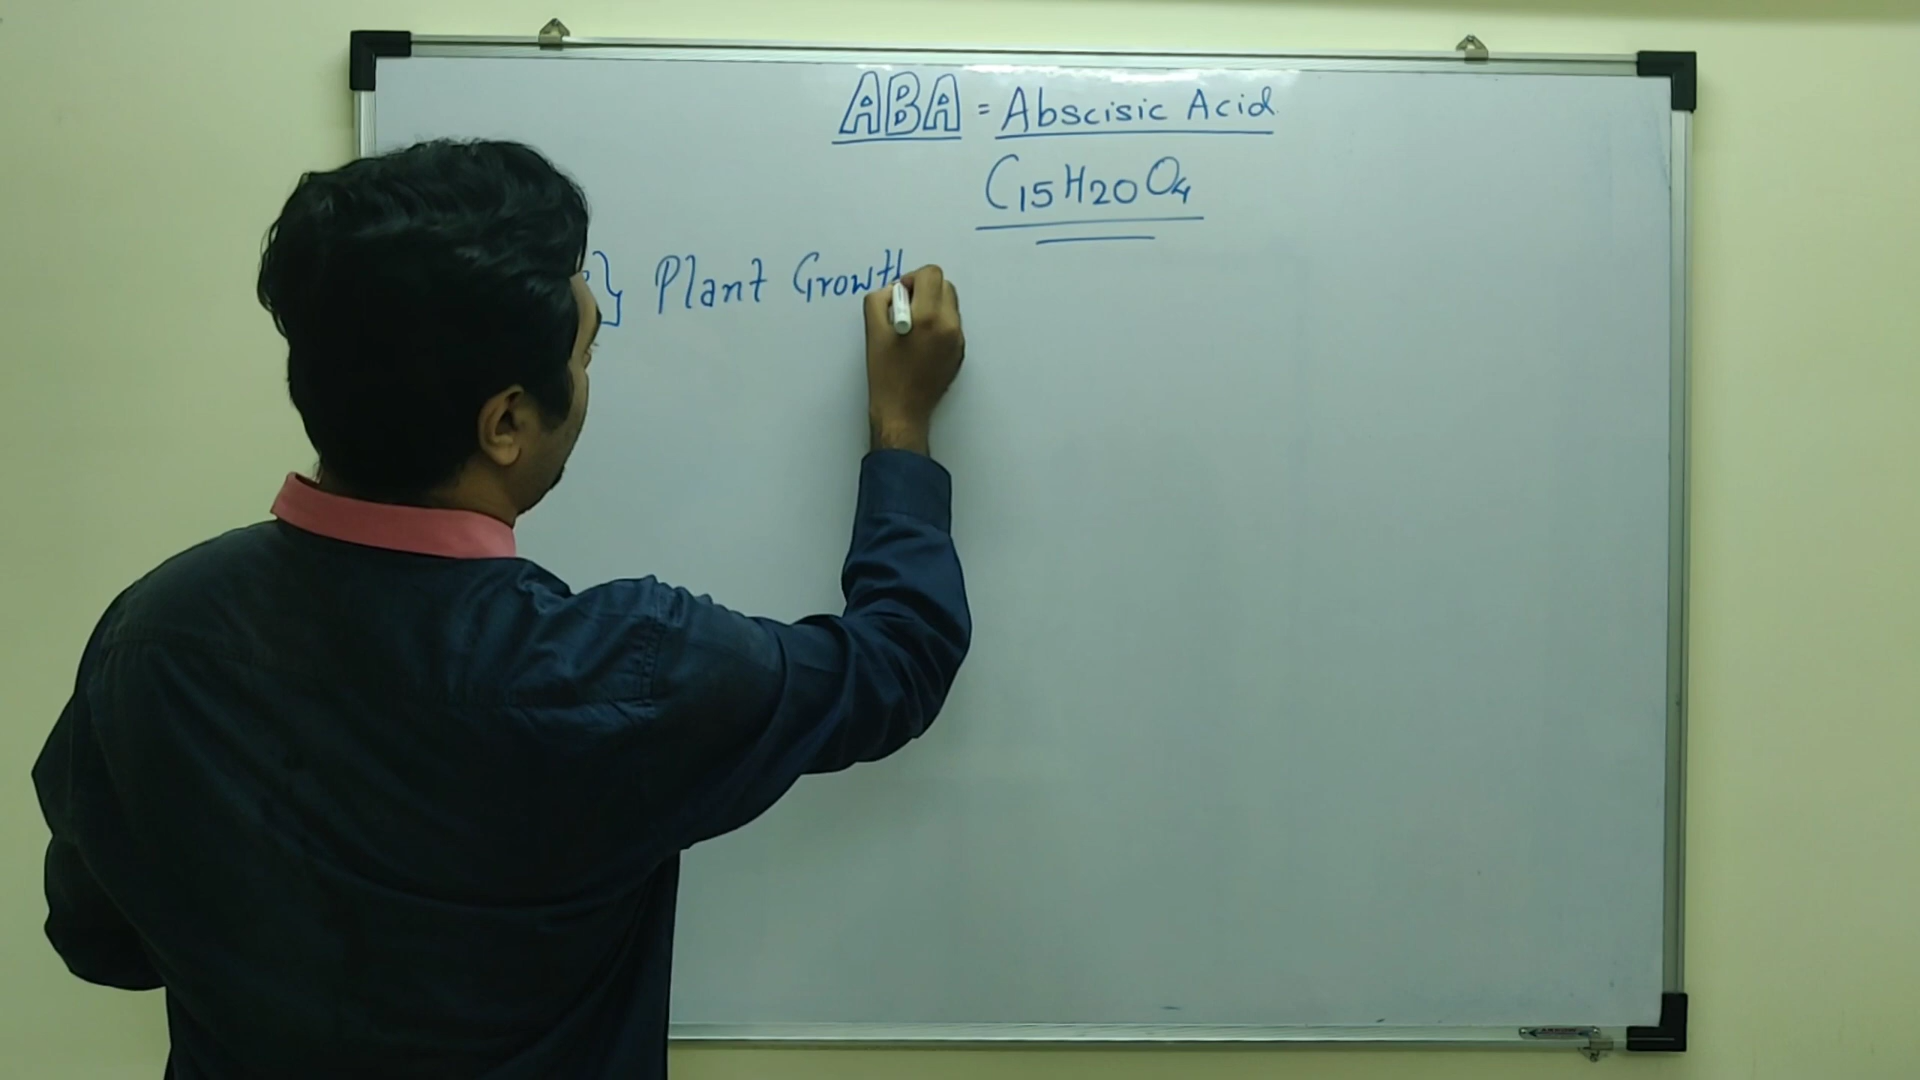 ABA = Abscisic Acid
C15H20O4
} Plant Growth